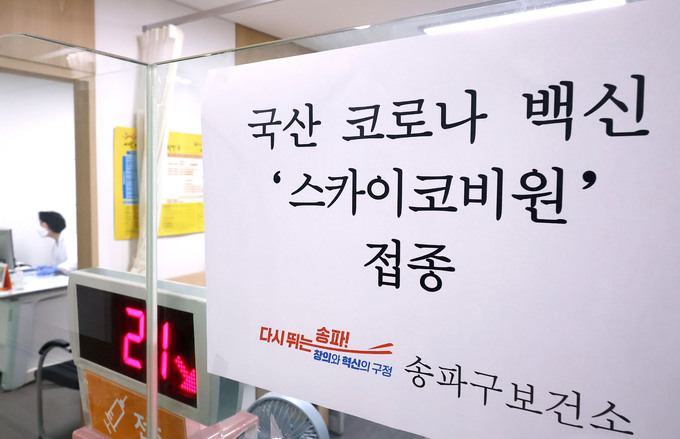 국산 코로나 백신
‘스카이코비원’
접종
다시 뛰는 송파!
창의와 혁신의 구정
송파구보건소
21